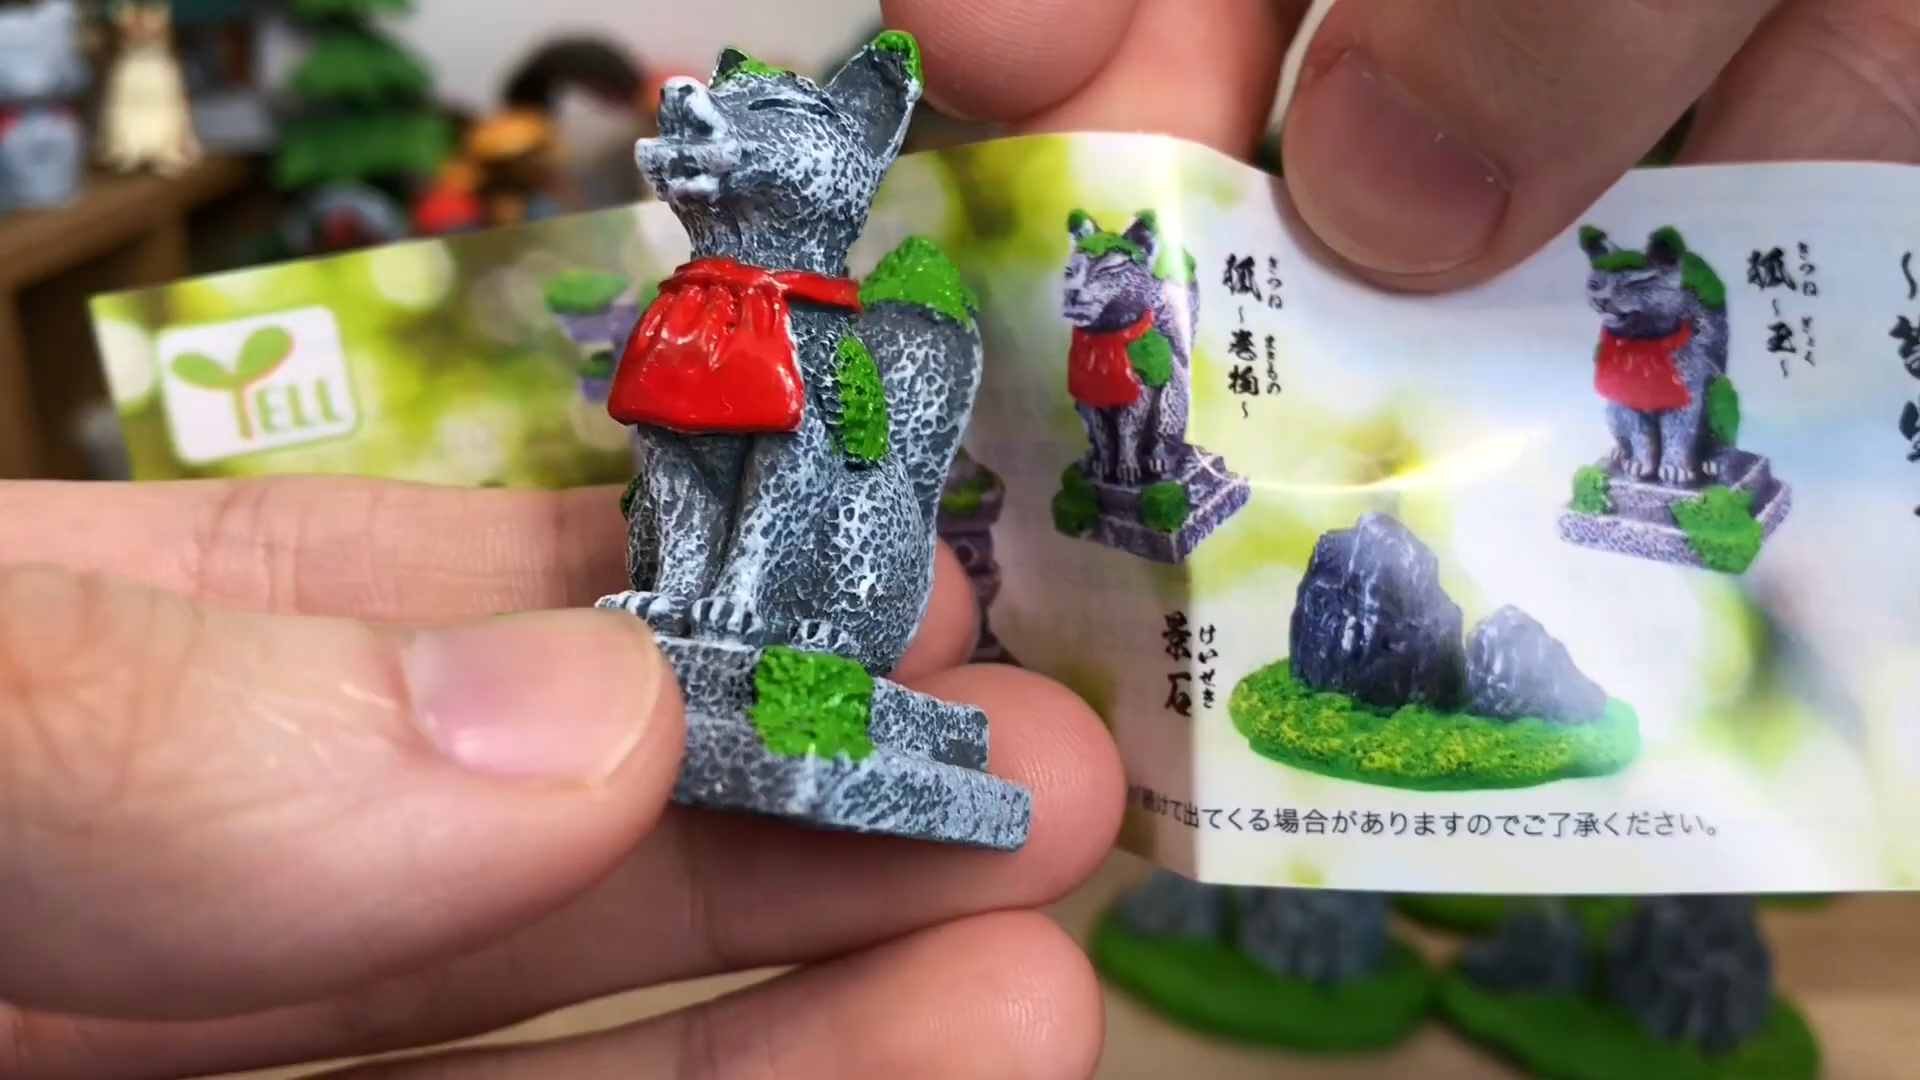 YELL
狐
きつね
～巻物～
まきもの
狐
きつね
～玉～
ぎょく
景石
けいせき
続けて出てくる場合がありますのでご了承ください。